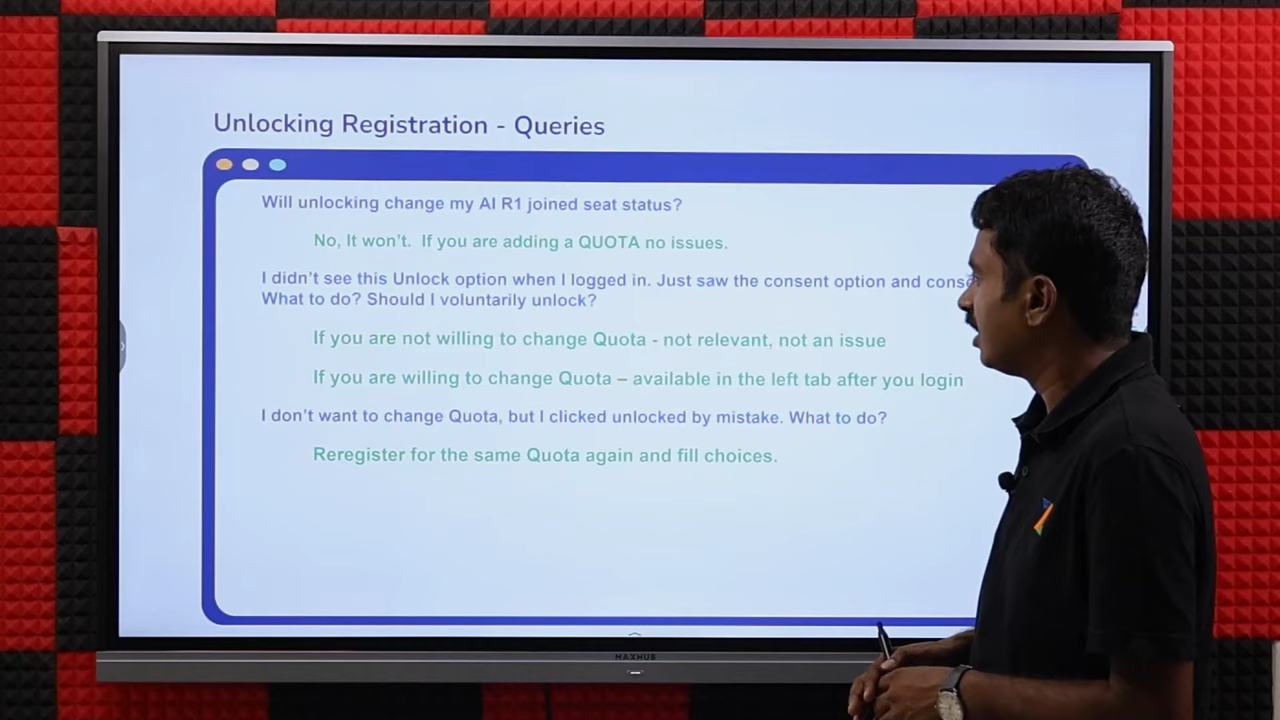 Unlocking Registration - Queries
Will unlocking change my AI R1 joined seat status?
No, It won't. If you are adding a QUOTA no issues.
I didn't see this Unlock option when I logged in. Just saw the consent option and
What to do? Should I voluntarily unlock?
If you are not willing to change Quota - not relevant, not an issue
If you are willing to change Quota – available in the left tab after you login
I don't want to change Quota, but I clicked unlocked by mistake. What to do?
Reregister for the same Quota again and fill choices.
MAXHUB